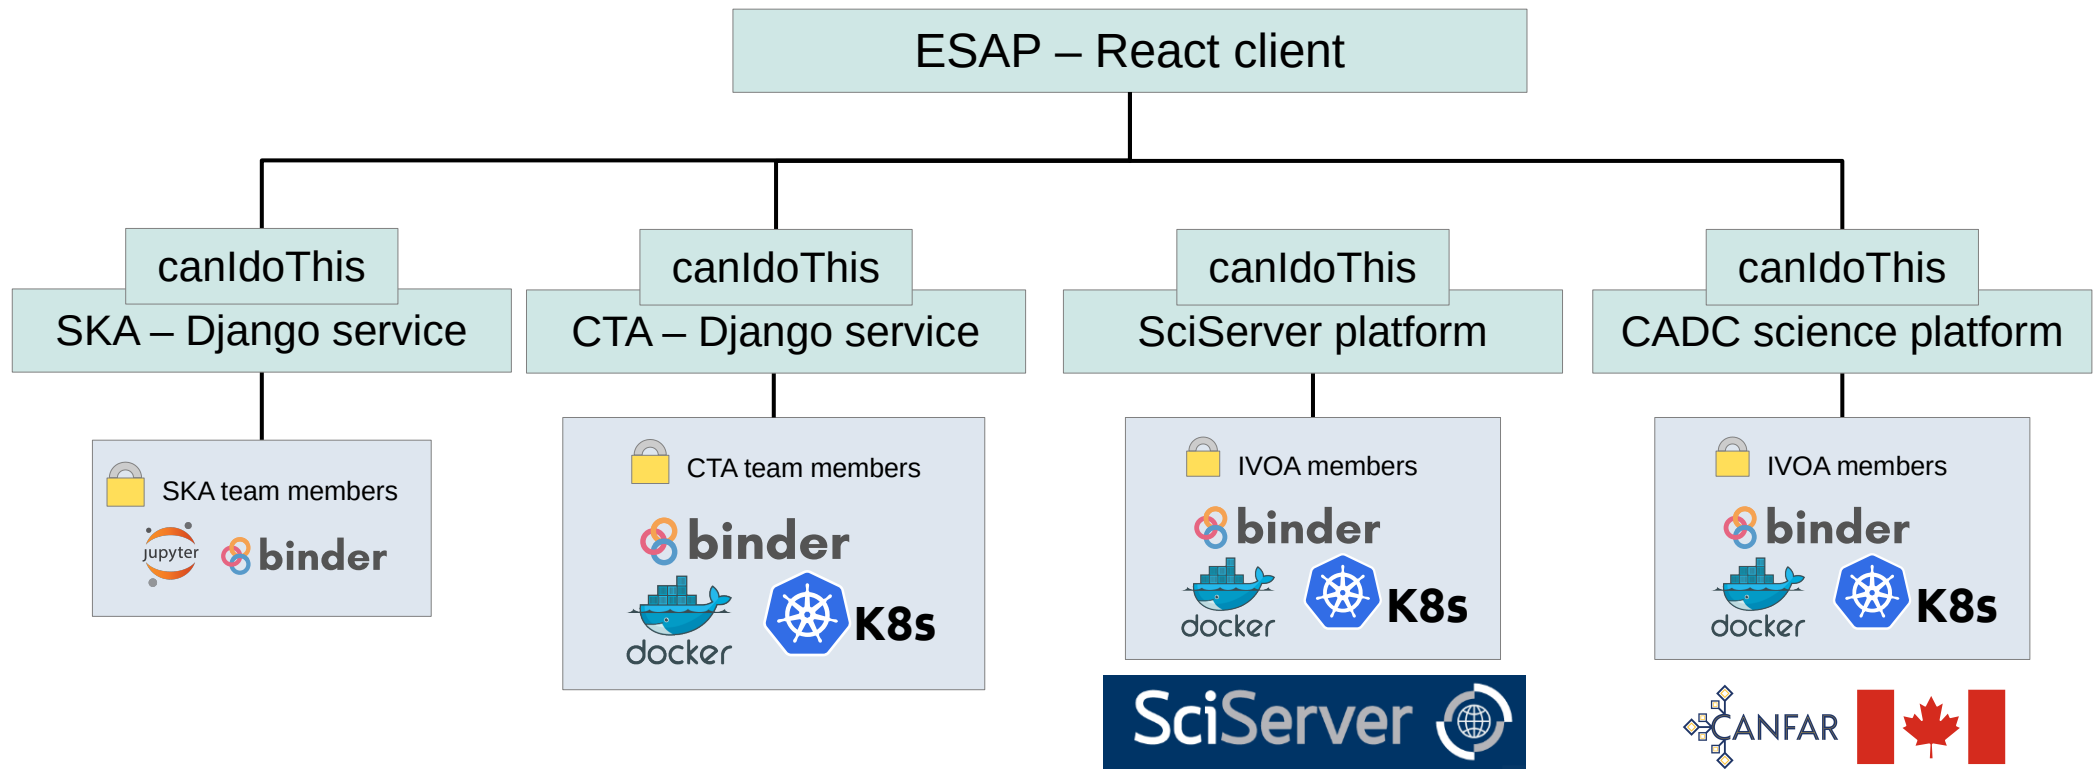 ESAP – React client
canIdoThis
SKA – Django service
SKA team members
jupyter
binder
canIdoThis
CTA – Django service
CTA team members
binder
docker
K8s
canIdoThis
SciServer platform
IVOA members
binder
docker
K8s
SciServer
canIdoThis
CADC science platform
IVOA members
binder
docker
K8s
CANFAR